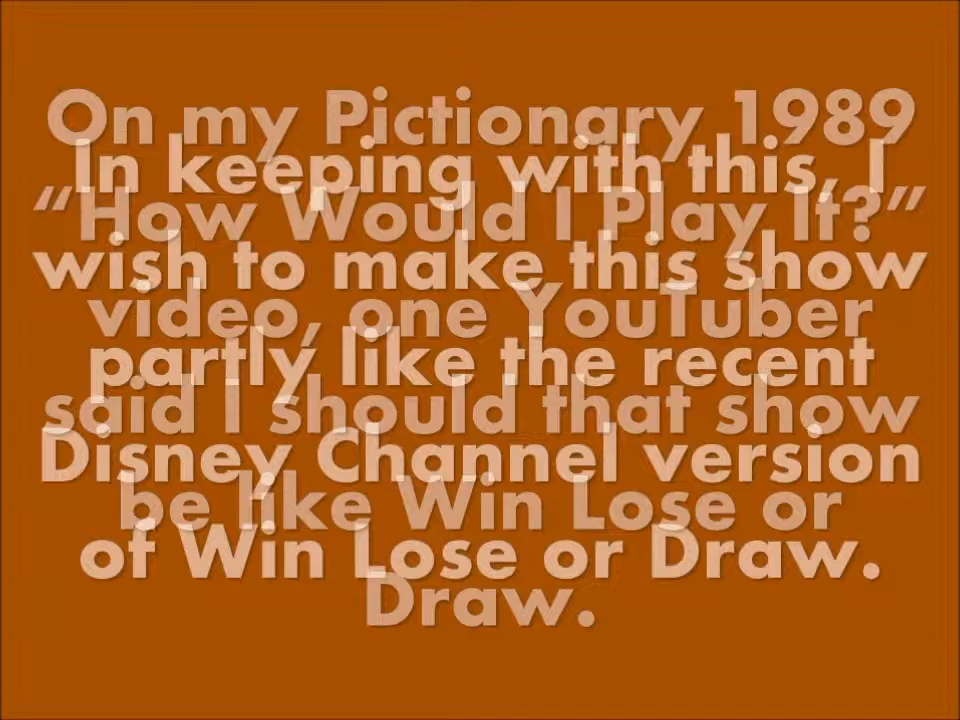 On my Pictionary 1989
“How Would I Play It?”
video, one YouTuber
said I should that show
be like Win Lose or
Draw.
In keeping with this, I
wish to make this show
partly like the recent
Disney Channel version
of Win Lose or Draw.